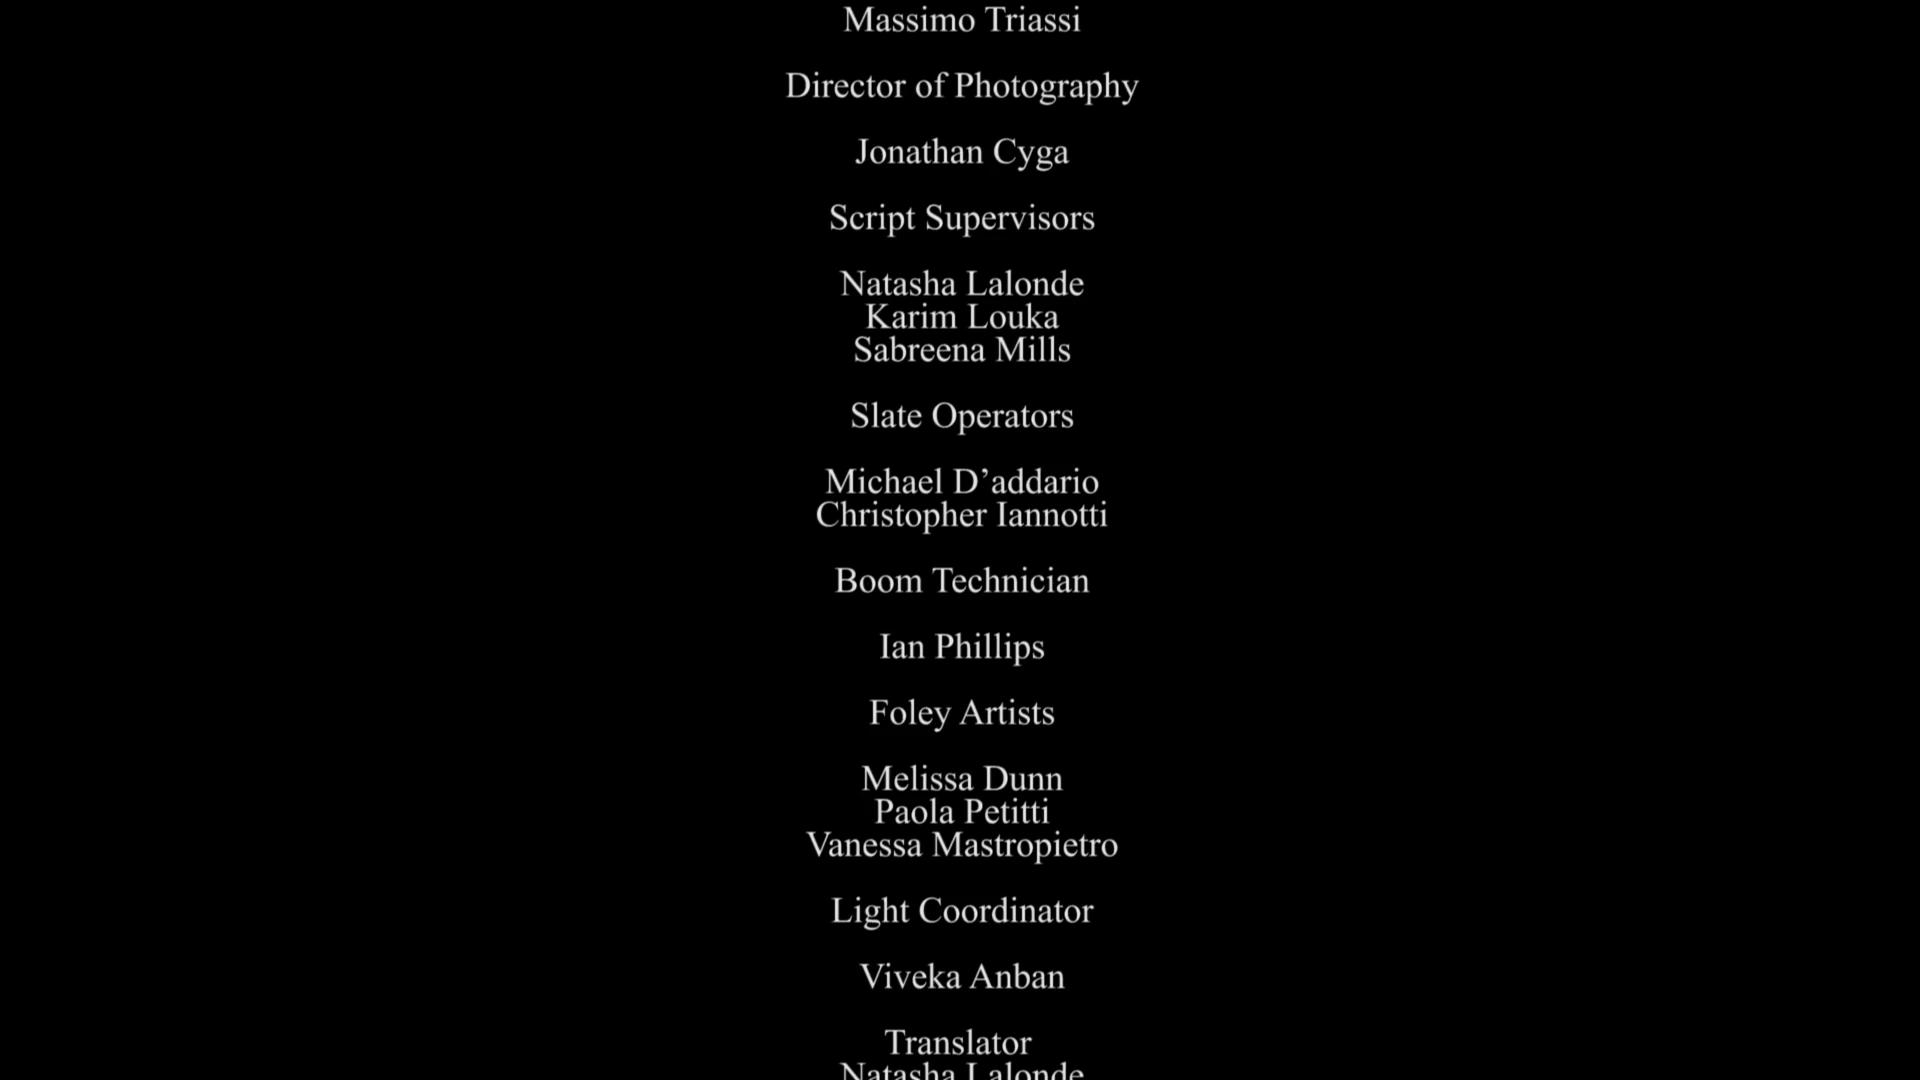 Massimo Triassi
Director of Photography
Jonathan Cyga
Script Supervisors
Natasha Lalonde
Karim Louka
Sabreena Mills
Slate Operators
Michael D’addario
Christopher Iannotti
Boom Technician
Ian Phillips
Foley Artists
Melissa Dunn
Paola Petitti
Vanessa Mastropietro
Light Coordinator
Viveka Anban
Translator
Natasha Lalonde